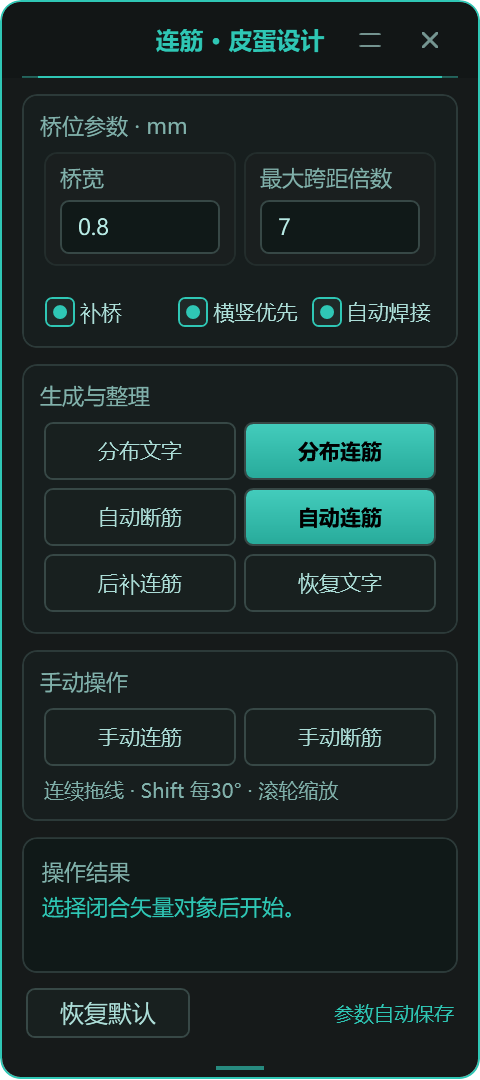 连筋·皮蛋设计
桥位参数 · mm
桥宽
最大跨距倍数
0.8
7
补桥
横竖优先
自动焊接
生成与整理
分布文字
分布连筋
自动断筋
自动连筋
后补连筋
恢复文字
手动操作
手动连筋
手动断筋
连续拖线 · Shift 每30° · 滚轮缩放
操作结果
选择闭合矢量对象后开始。
恢复默认
参数自动保存